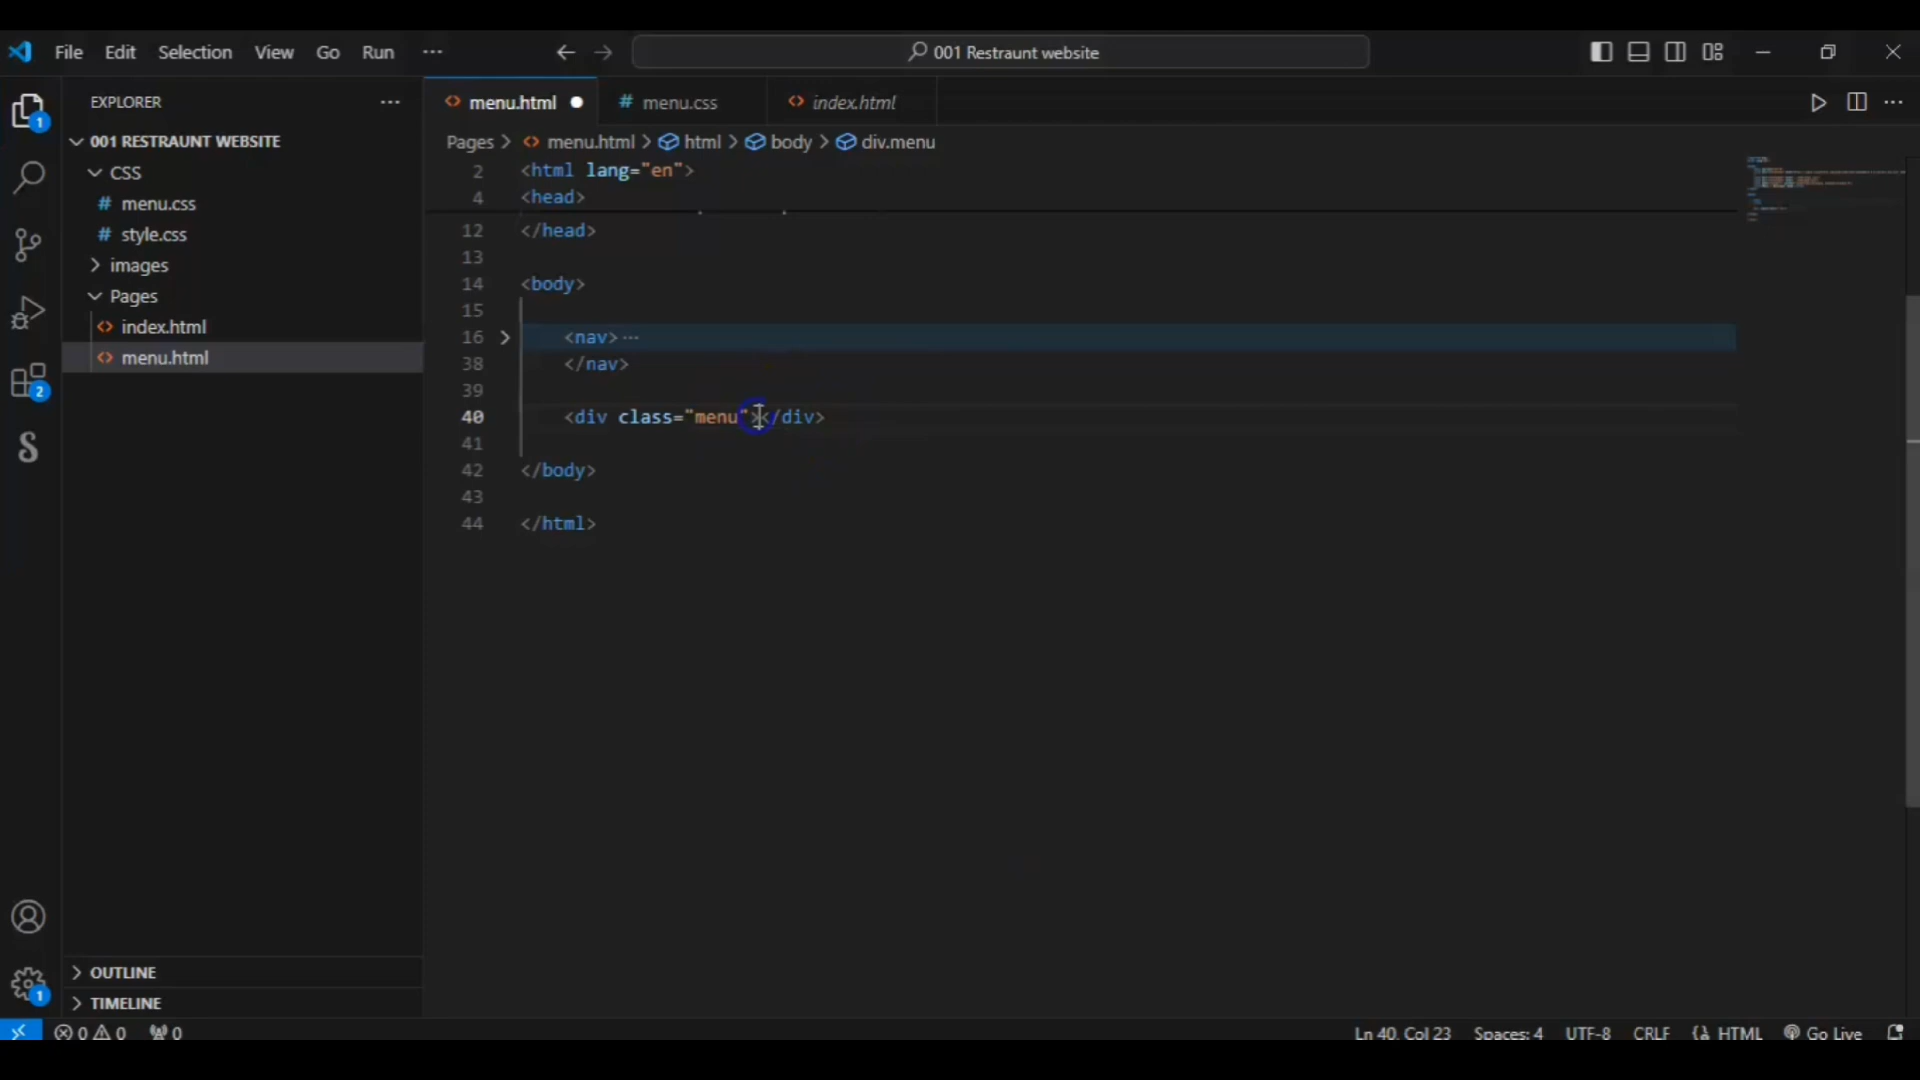 File Edit Selection View Go Run ···
001 Restraunt website
EXPLORER ···
menu.html menu.css index.html
001 RESTRAUNT WEBSITE
Pages > menu.html > html > body > div.menu
CSS
menu.css
style.css
images
Pages
index.html
menu.html
2 <html lang="en">
4 <head>
12 </head>
13
14 <body>
15
16 <nav>···
38 </nav>
39
40 <div class="menu"></div>
41
42 </body>
43
44 </html>
1
2
OUTLINE
1
TIMELINE
0 0 0 Ln 40, Col 23 Spaces: 4 UTF-8 CRLF HTML Go Live